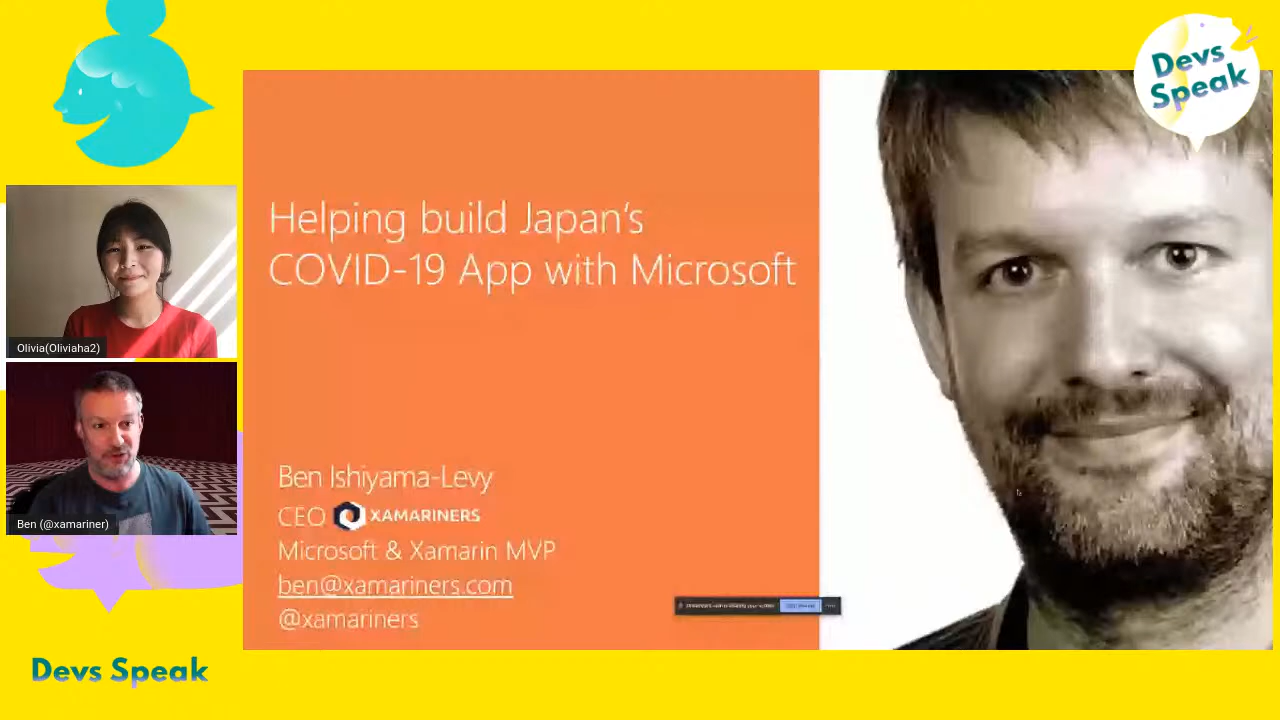 Devs
Speak
Helping build Japan's
COVID-19 App with Microsoft
Olivia(Oliviaha2)
Ben (@xamariner)
Ben Ishiyama-Levy
CEO XAMARINERS
Microsoft & Xamarin MVP
ben@xamariners.com
@xamariners
Devs Speak